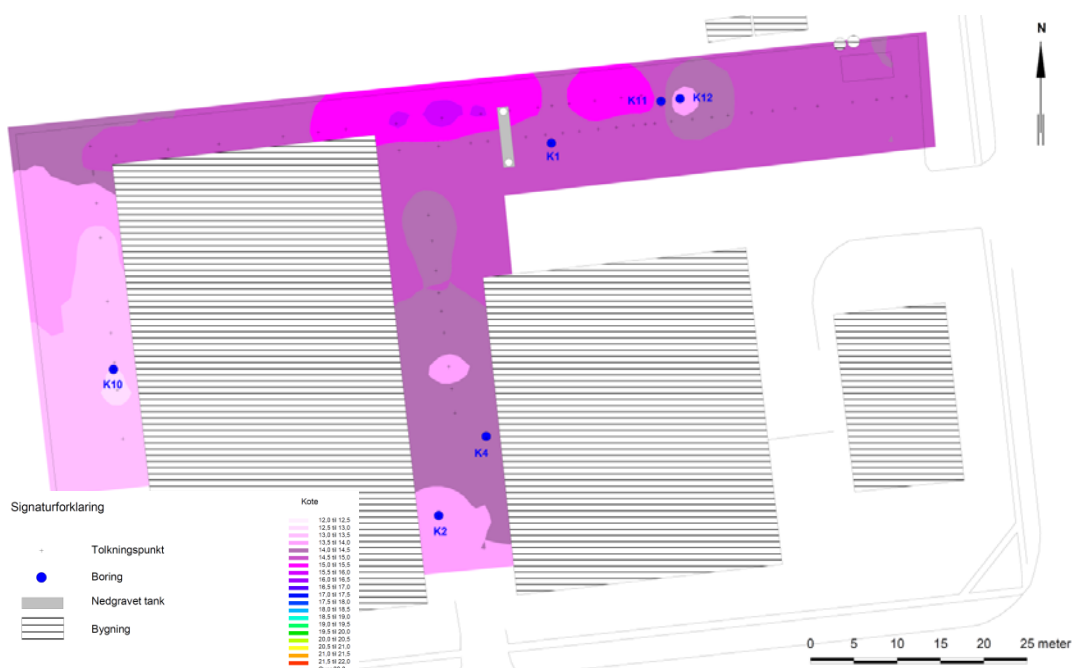 N
K11
K12
K1
K10
K4
K2
Signaturforklaring
Tolkningspunkt
Boring
Nedgravet tank
Bygning
Kote
12,0 til 12,5
12,5 til 13,0
13,0 til 13,5
13,5 til 14,0
14,0 til 14,5
14,5 til 15,0
15,0 til 15,5
15,5 til 16,0
16,0 til 16,5
16,5 til 17,0
17,0 til 17,5
17,5 til 18,0
18,0 til 18,5
18,5 til 19,0
19,0 til 19,5
19,5 til 20,0
20,0 til 20,5
20,5 til 21,0
21,0 til 21,5
21,5 til 22,0
0 5 10 15 20 25 meter